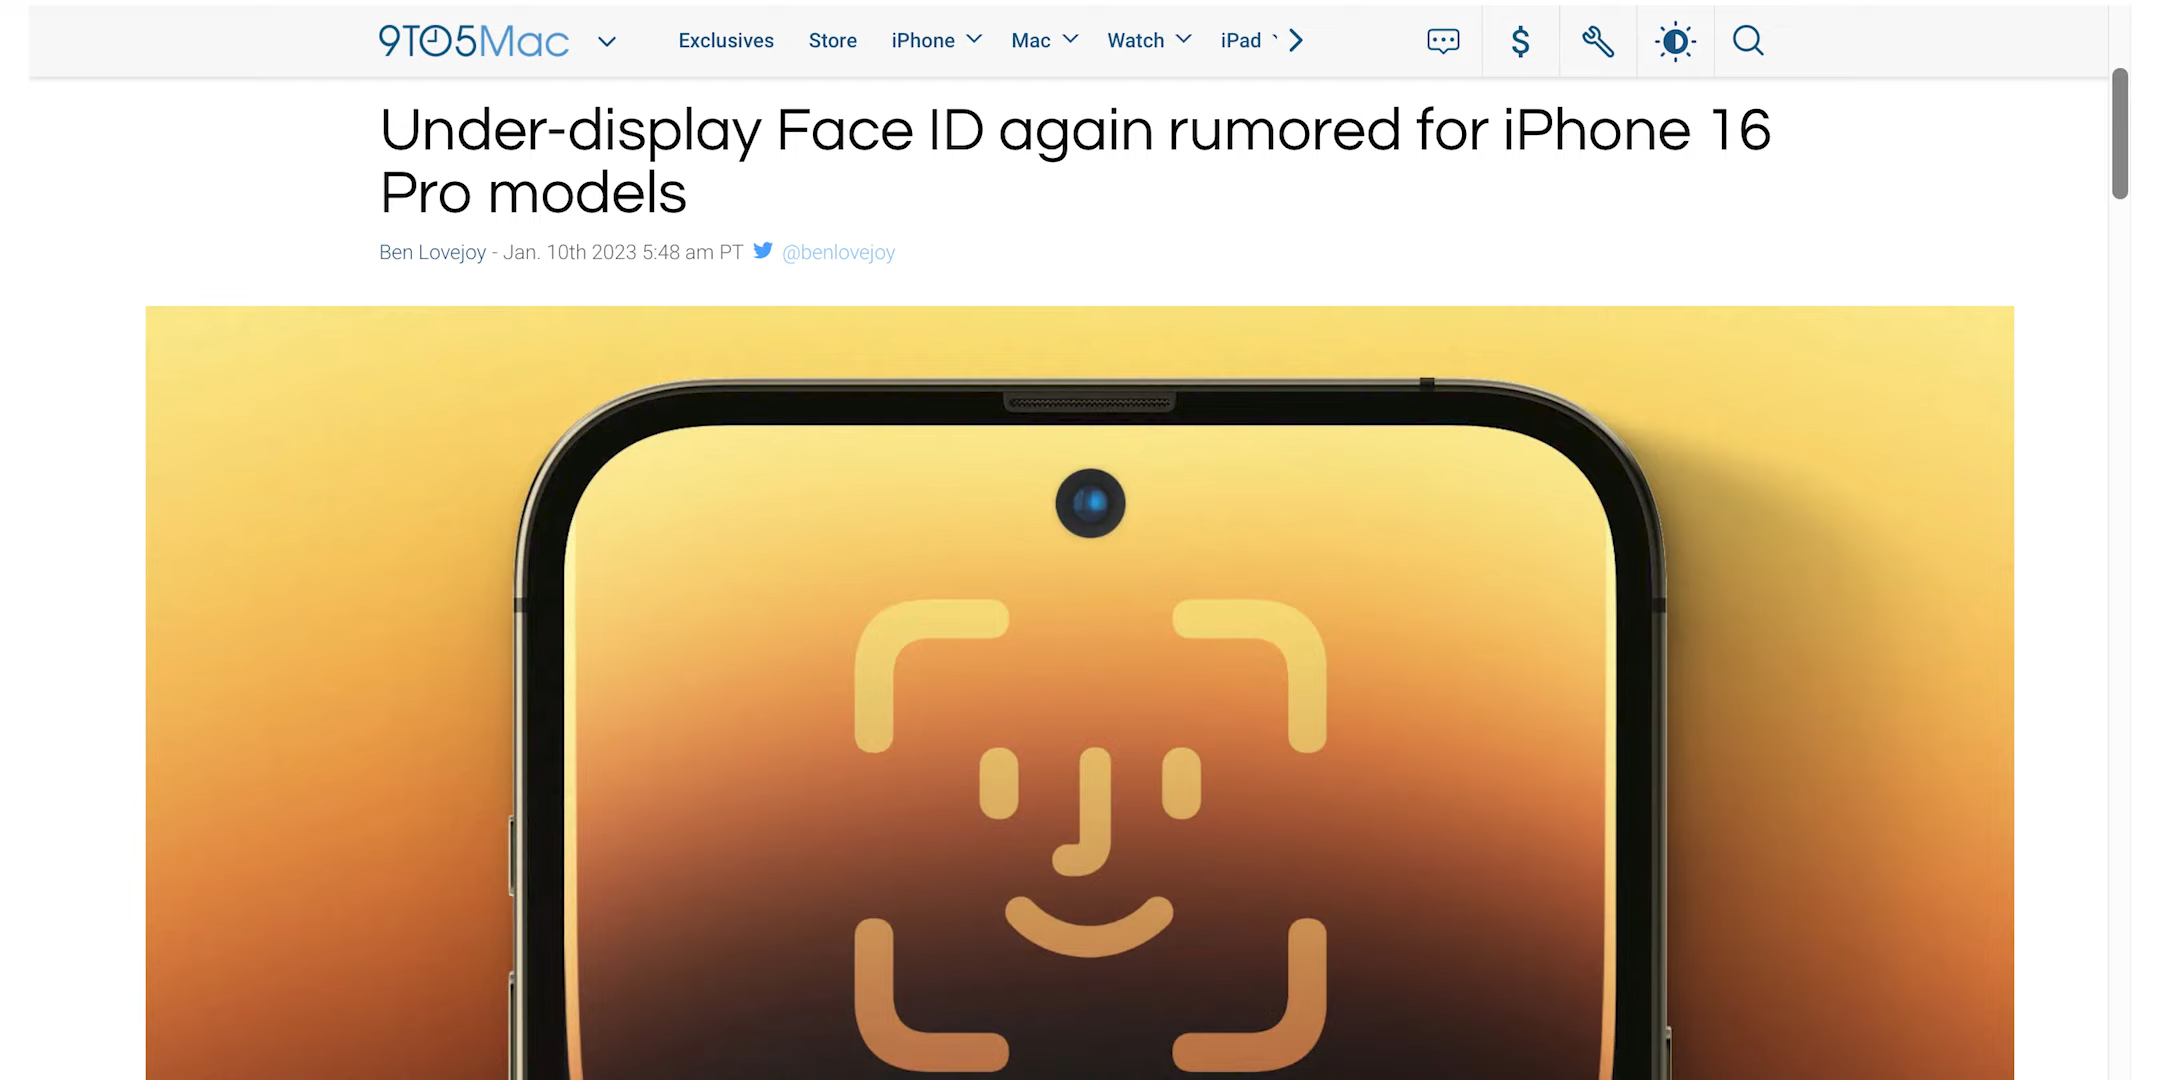 9TO5Mac
Exclusives Store iPhone Mac Watch iPad
Under-display Face ID again rumored for iPhone 16
Pro models
Ben Lovejoy - Jan. 10th 2023 5:48 am PT @benlovejoy